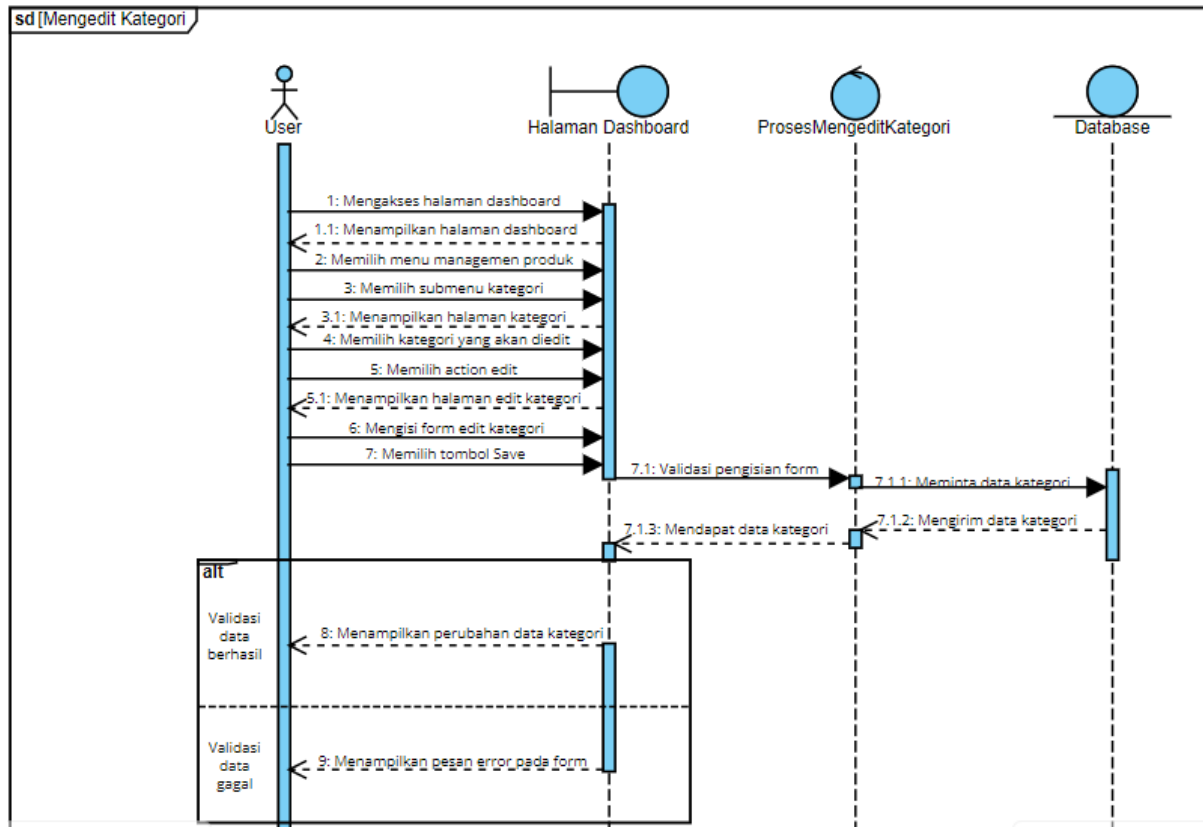 sd [Mengedit Kategori
User
Halaman Dashboard
ProsesMengeditKategori
Database
1: Mengakses halaman dashboard
1.1: Menampilkan halaman dashboard
2: Memilih menu managemen produk
3: Memilih submenu kategori
3.1: Menampilkan halaman kategori
4: Memilih kategori yang akan diedit
5: Memilih action edit
5.1: Menampilkan halaman edit kategori
6: Mengisi form edit kategori
7: Memilih tombol Save
7.1: Validasi pengisian form
7.1.1: Meminta data kategori
7.1.2: Mengirim data kategori
7.1.3: Mendapat data kategori
alt
Validasi
data
berhasil
8: Menampilkan perubahan data kategori
Validasi
data
gagal
9: Menampilkan pesan error pada form